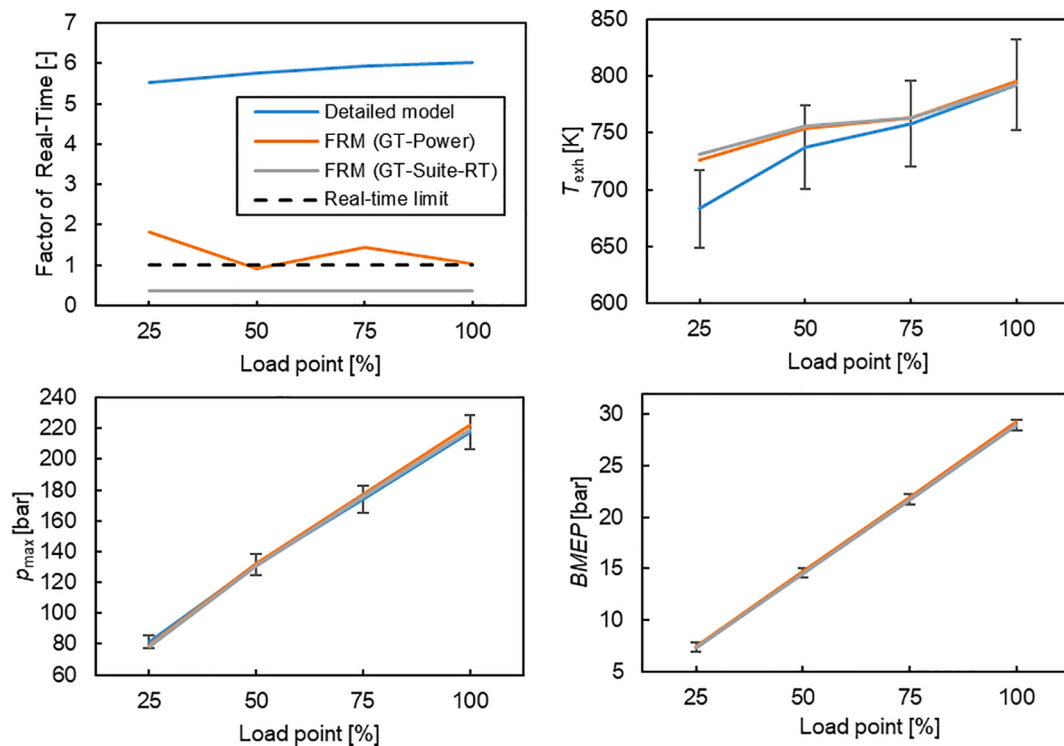 Factor of Real-Time [-]
7
6
5
4
3
2
1
0
Detailed model
FRM (GT-Power)
FRM (GT-Suite-RT)
Real-time limit
25 50 75 100
Load point [%]
T_exh [K]
850
800
750
700
650
600
25 50 75 100
Load point [%]
p_max [bar]
240
220
200
180
160
140
120
100
80
60
25 50 75 100
Load point [%]
BMEP [bar]
30
25
20
15
10
5
25 50 75 100
Load point [%]